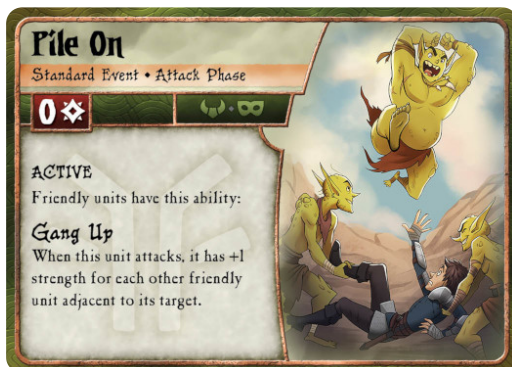 Pile On
Standard Event • Attack Phase
0
ACTIVE
Friendly units have this ability:
Gang Up
When this unit attacks, it has +1
strength for each other friendly
unit adjacent to its target.